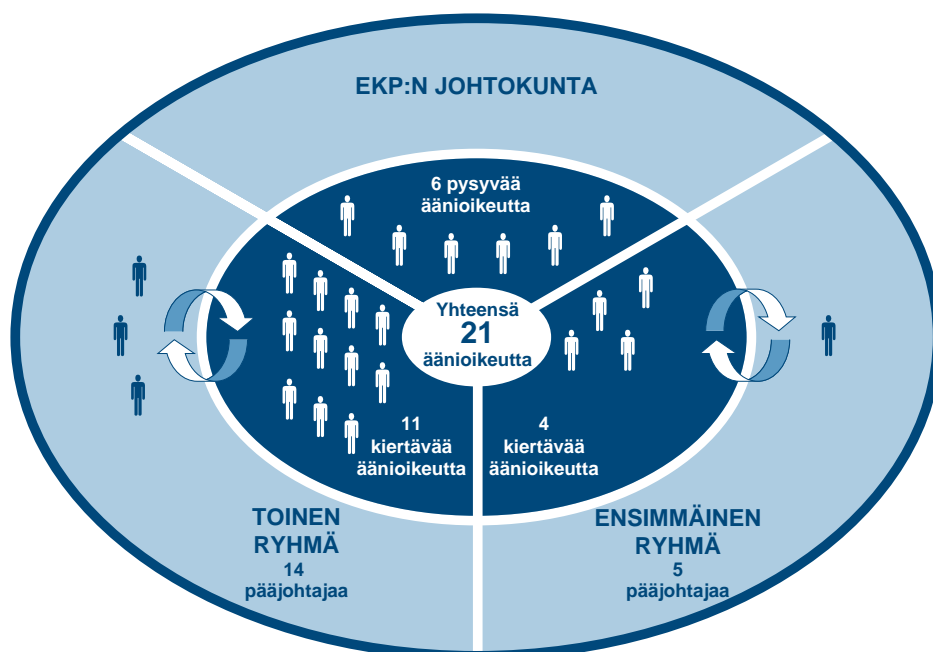 EKP:N JOHTOKUNTA
6 pysyvää
äänioikeutta
Yhteensä
21
äänioikeutta
11
kiertävää
äänioikeutta
4
kiertävää
äänioikeutta
TOINEN
RYHMÄ
14
pääjohtajaa
ENSIMMÄINEN
RYHMÄ
5
pääjohtajaa